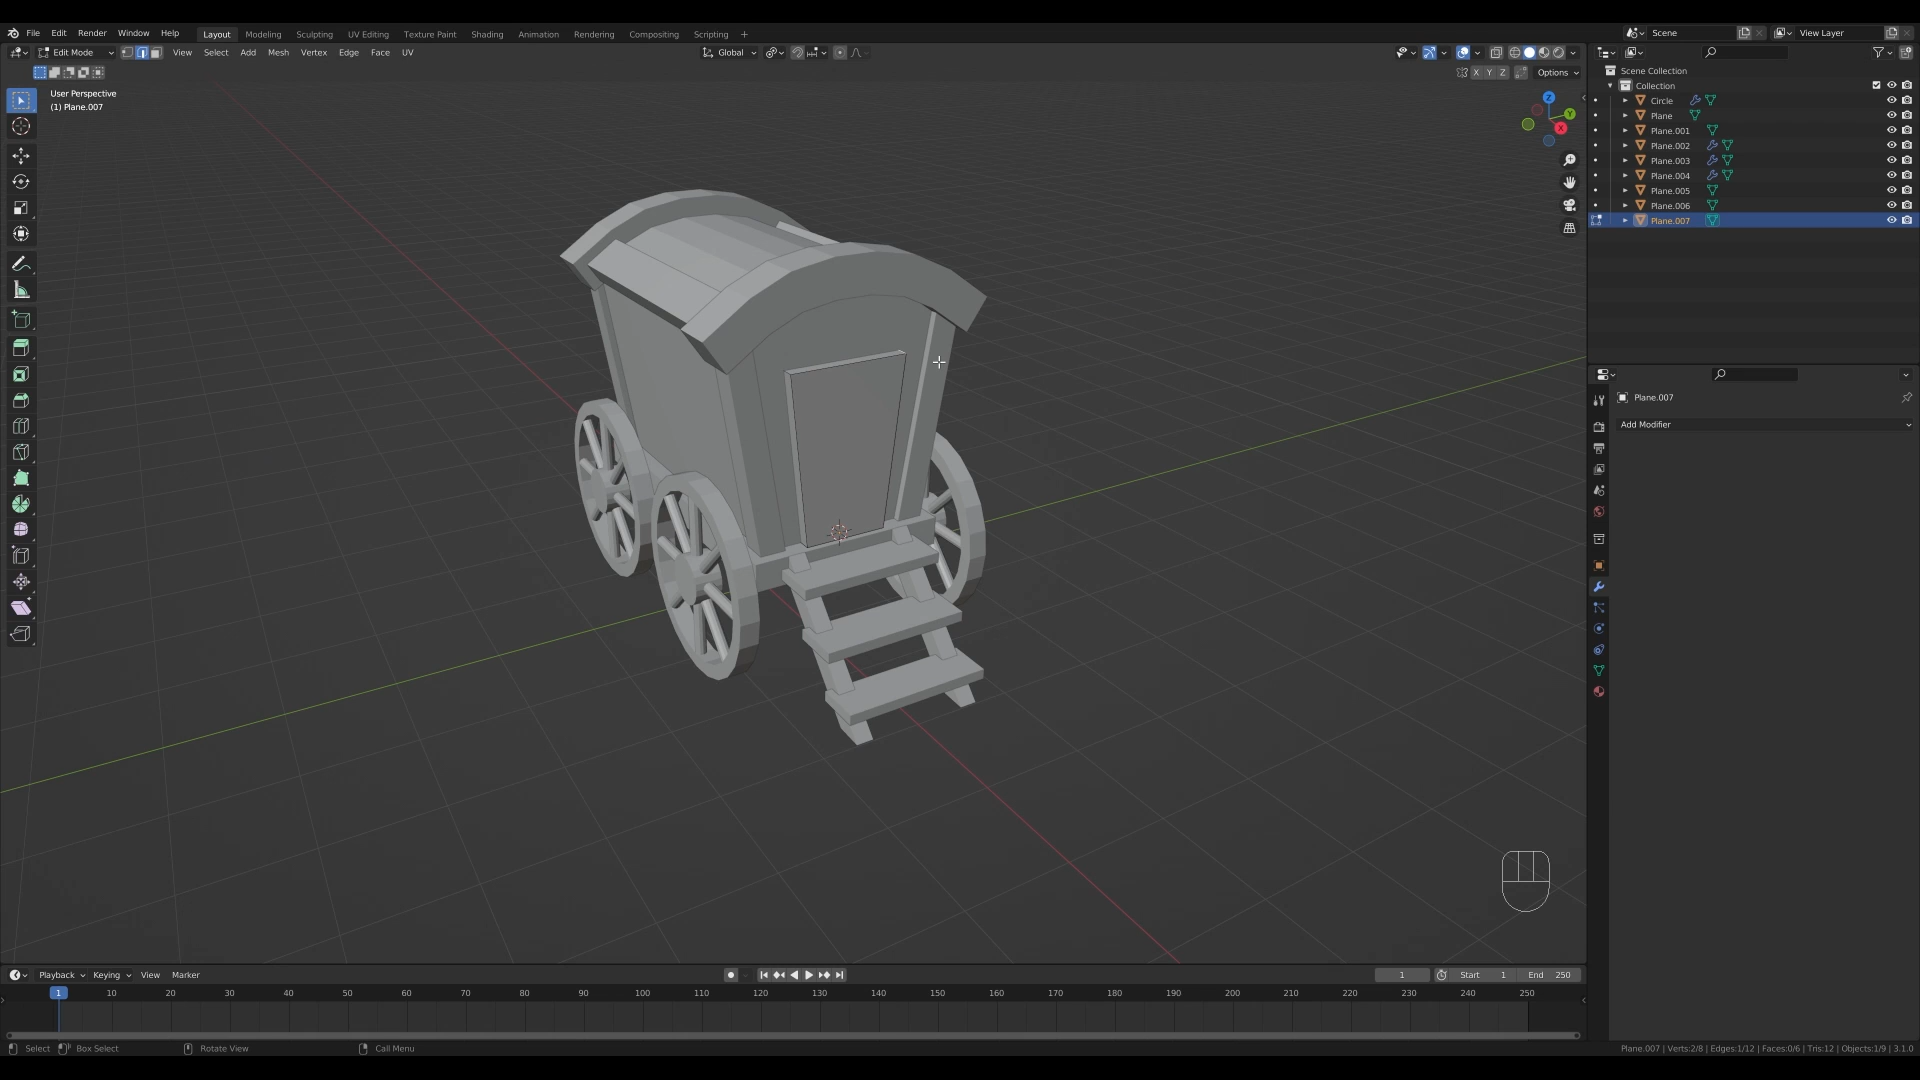 File Edit Render Window Help Layout Modeling Sculpting UV Editing Texture Paint Shading Animation Rendering Compositing Scripting + Scene View Layer
Edit Mode View Select Add Mesh Vertex Edge Face UV Global
X Y Z Options
User Perspective
(1) Plane.007
Z
Y
X
Scene Collection
Collection
Circle
Plane
Plane.001
Plane.002
Plane.003
Plane.004
Plane.005
Plane.006
Plane.007
Plane.007
Add Modifier
Playback Keying View Marker 1 Start 1 End 250
1 10 20 30 40 50 60 70 80 90 100 110 120 130 140 150 160 170 180 190 200 210 220 230 240 250
Select Box Select Rotate View Call Menu Plane.007 | Verts:2/8 | Edges:1/12 | Faces:0/6 | Tris:12 | Objects:1/9 | 3.1.0